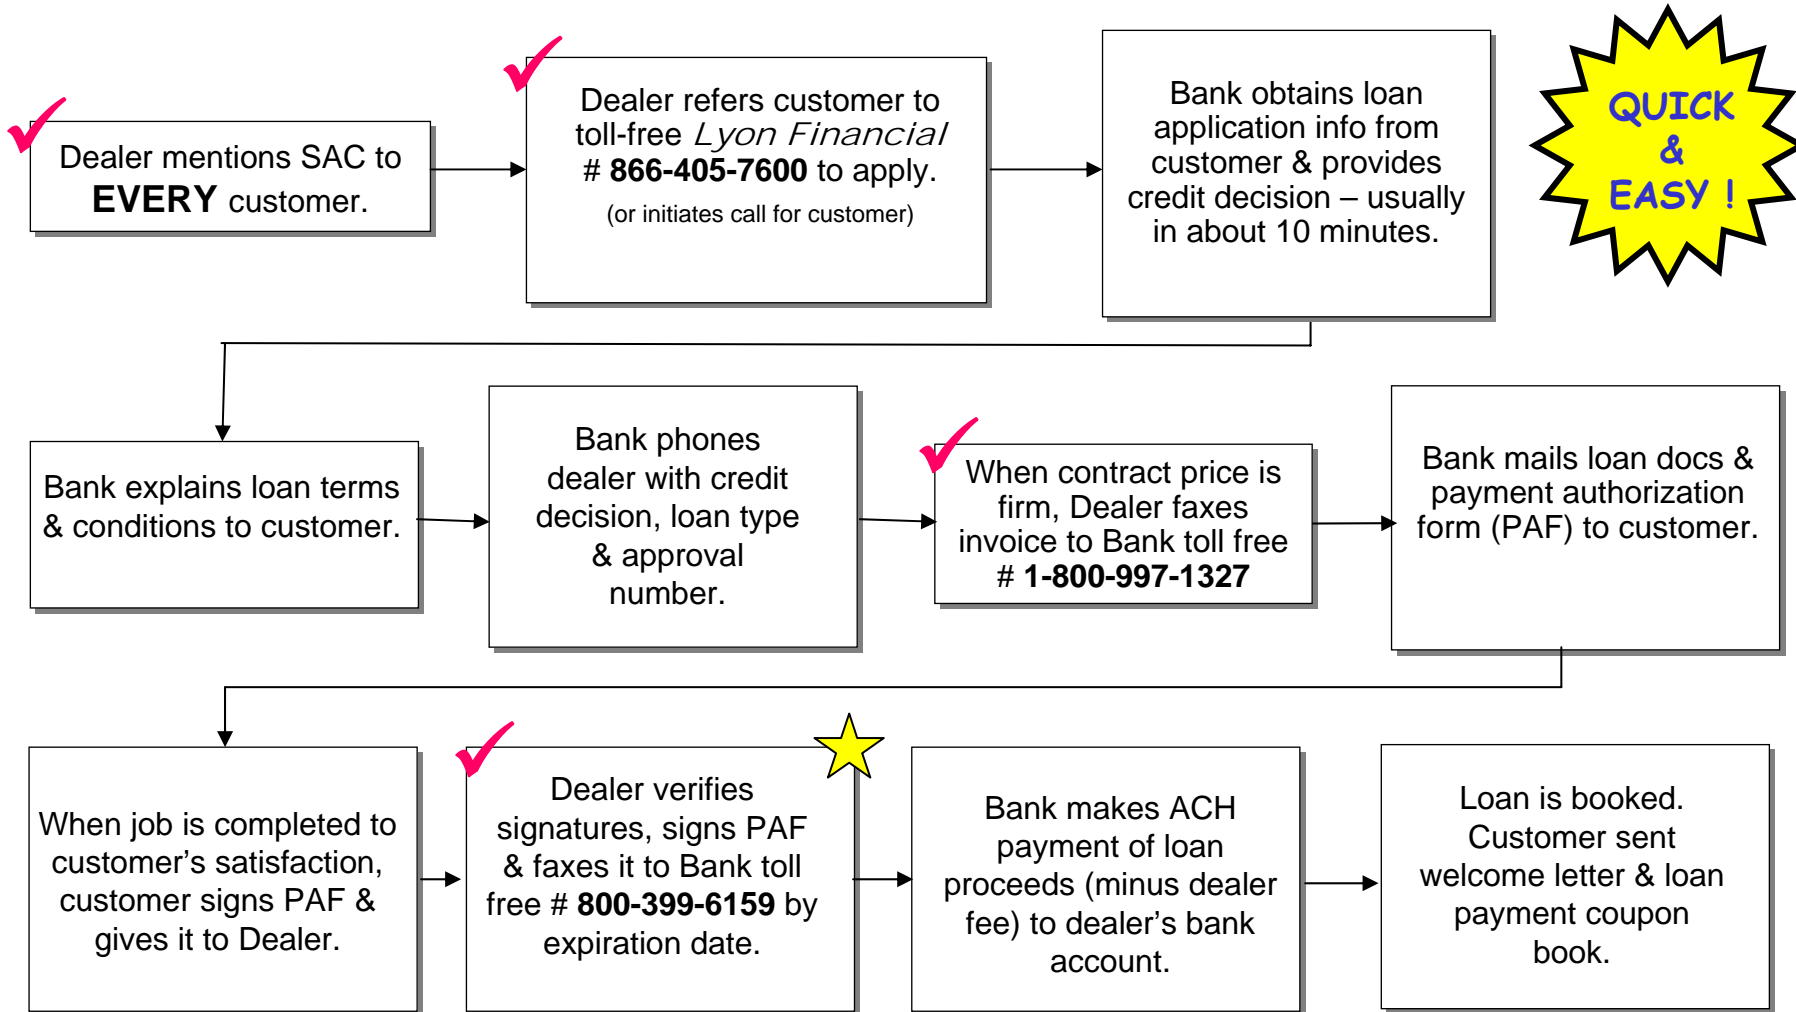 Dealer mentions SAC to
EVERY customer.
Dealer refers customer to
toll-free Lyon Financial
# 866-405-7600 to apply.
(or initiates call for customer)
Bank obtains loan
application info from
customer & provides
credit decision – usually
in about 10 minutes.
QUICK
&
EASY !
Bank explains loan terms
& conditions to customer.
Bank phones
dealer with credit
decision, loan type
& approval
number.
When contract price is
firm, Dealer faxes
invoice to Bank toll free
# 1-800-997-1327
Bank mails loan docs &
payment authorization
form (PAF) to customer.
When job is completed to
customer’s satisfaction,
customer signs PAF &
gives it to Dealer.
Dealer verifies
signatures, signs PAF
& faxes it to Bank toll
free # 800-399-6159 by
expiration date.
Bank makes ACH
payment of loan
proceeds (minus dealer
fee) to dealer’s bank
account.
Loan is booked.
Customer sent
welcome letter & loan
payment coupon
book.